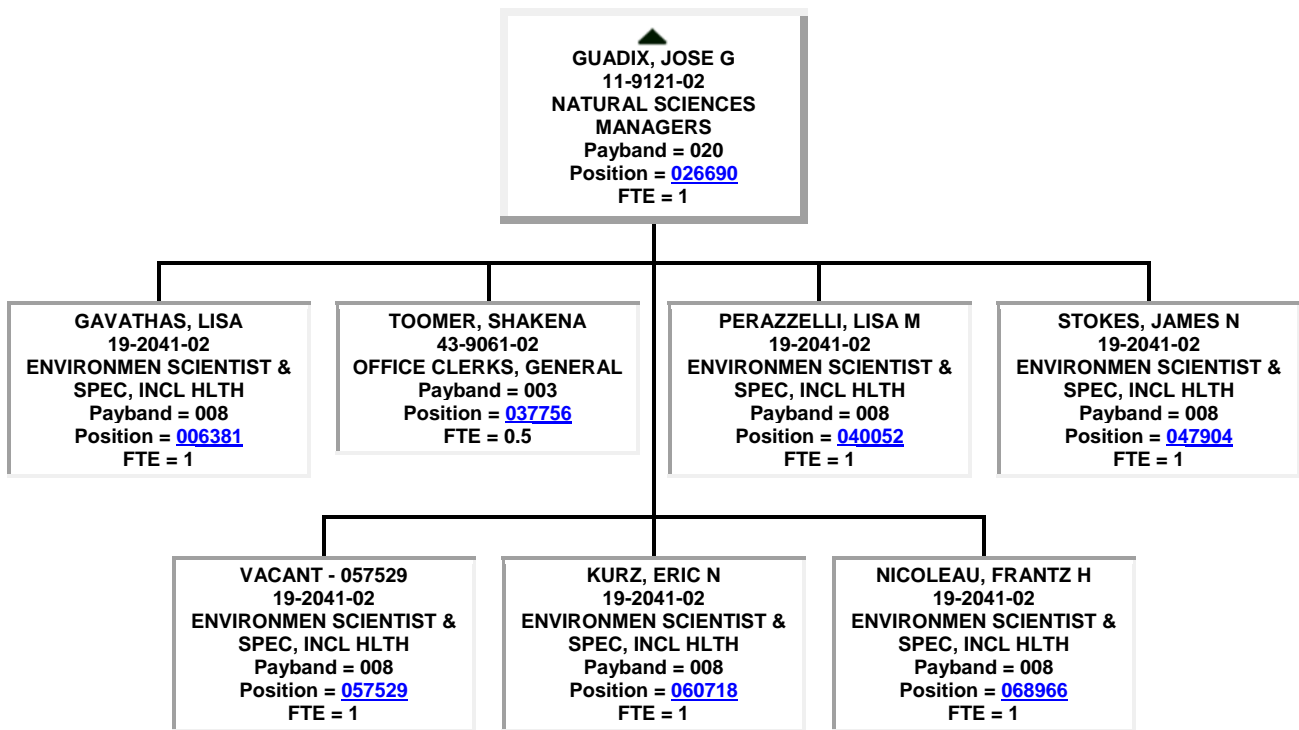 GUADIX, JOSE G
11-9121-02
NATURAL SCIENCES
MANAGERS
Payband = 020
Position = 026690
FTE = 1
GAVATHAS, LISA
19-2041-02
ENVIRONMEN SCIENTIST &
SPEC, INCL HLTH
Payband = 008
Position = 006381
FTE = 1
TOOMER, SHAKENA
43-9061-02
OFFICE CLERKS, GENERAL
Payband = 003
Position = 037756
FTE = 0.5
PERAZZELLI, LISA M
19-2041-02
ENVIRONMEN SCIENTIST &
SPEC, INCL HLTH
Payband = 008
Position = 040052
FTE = 1
STOKES, JAMES N
19-2041-02
ENVIRONMEN SCIENTIST &
SPEC, INCL HLTH
Payband = 008
Position = 047904
FTE = 1
VACANT - 057529
19-2041-02
ENVIRONMEN SCIENTIST &
SPEC, INCL HLTH
Payband = 008
Position = 057529
FTE = 1
KURZ, ERIC N
19-2041-02
ENVIRONMEN SCIENTIST &
SPEC, INCL HLTH
Payband = 008
Position = 060718
FTE = 1
NICOLEAU, FRANTZ H
19-2041-02
ENVIRONMEN SCIENTIST &
SPEC, INCL HLTH
Payband = 008
Position = 068966
FTE = 1